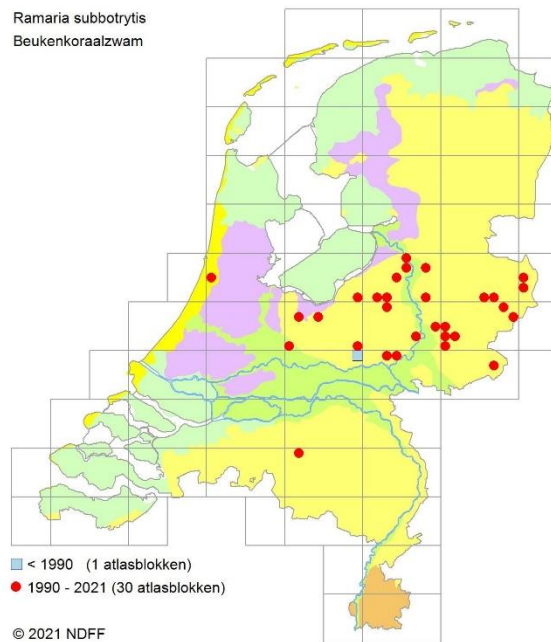 Ramaria subbotrytis
Beukenkoraalzwam
< 1990 (1 atlasblokken)
1990 - 2021 (30 atlasblokken)
© 2021 NDFF